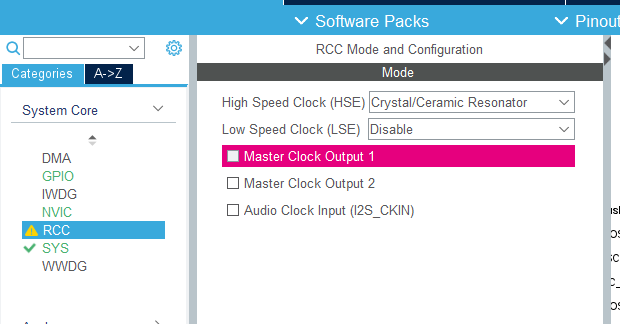 Software Packs
Pinout
RCC Mode and Configuration
Categories
A->Z
Mode
System Core
High Speed Clock (HSE)
Crystal/Ceramic Resonator
Low Speed Clock (LSE)
Disable
Master Clock Output 1
Master Clock Output 2
Audio Clock Input (I2S_CKIN)
DMA
GPIO
IWDG
NVIC
RCC
SYS
WWDG